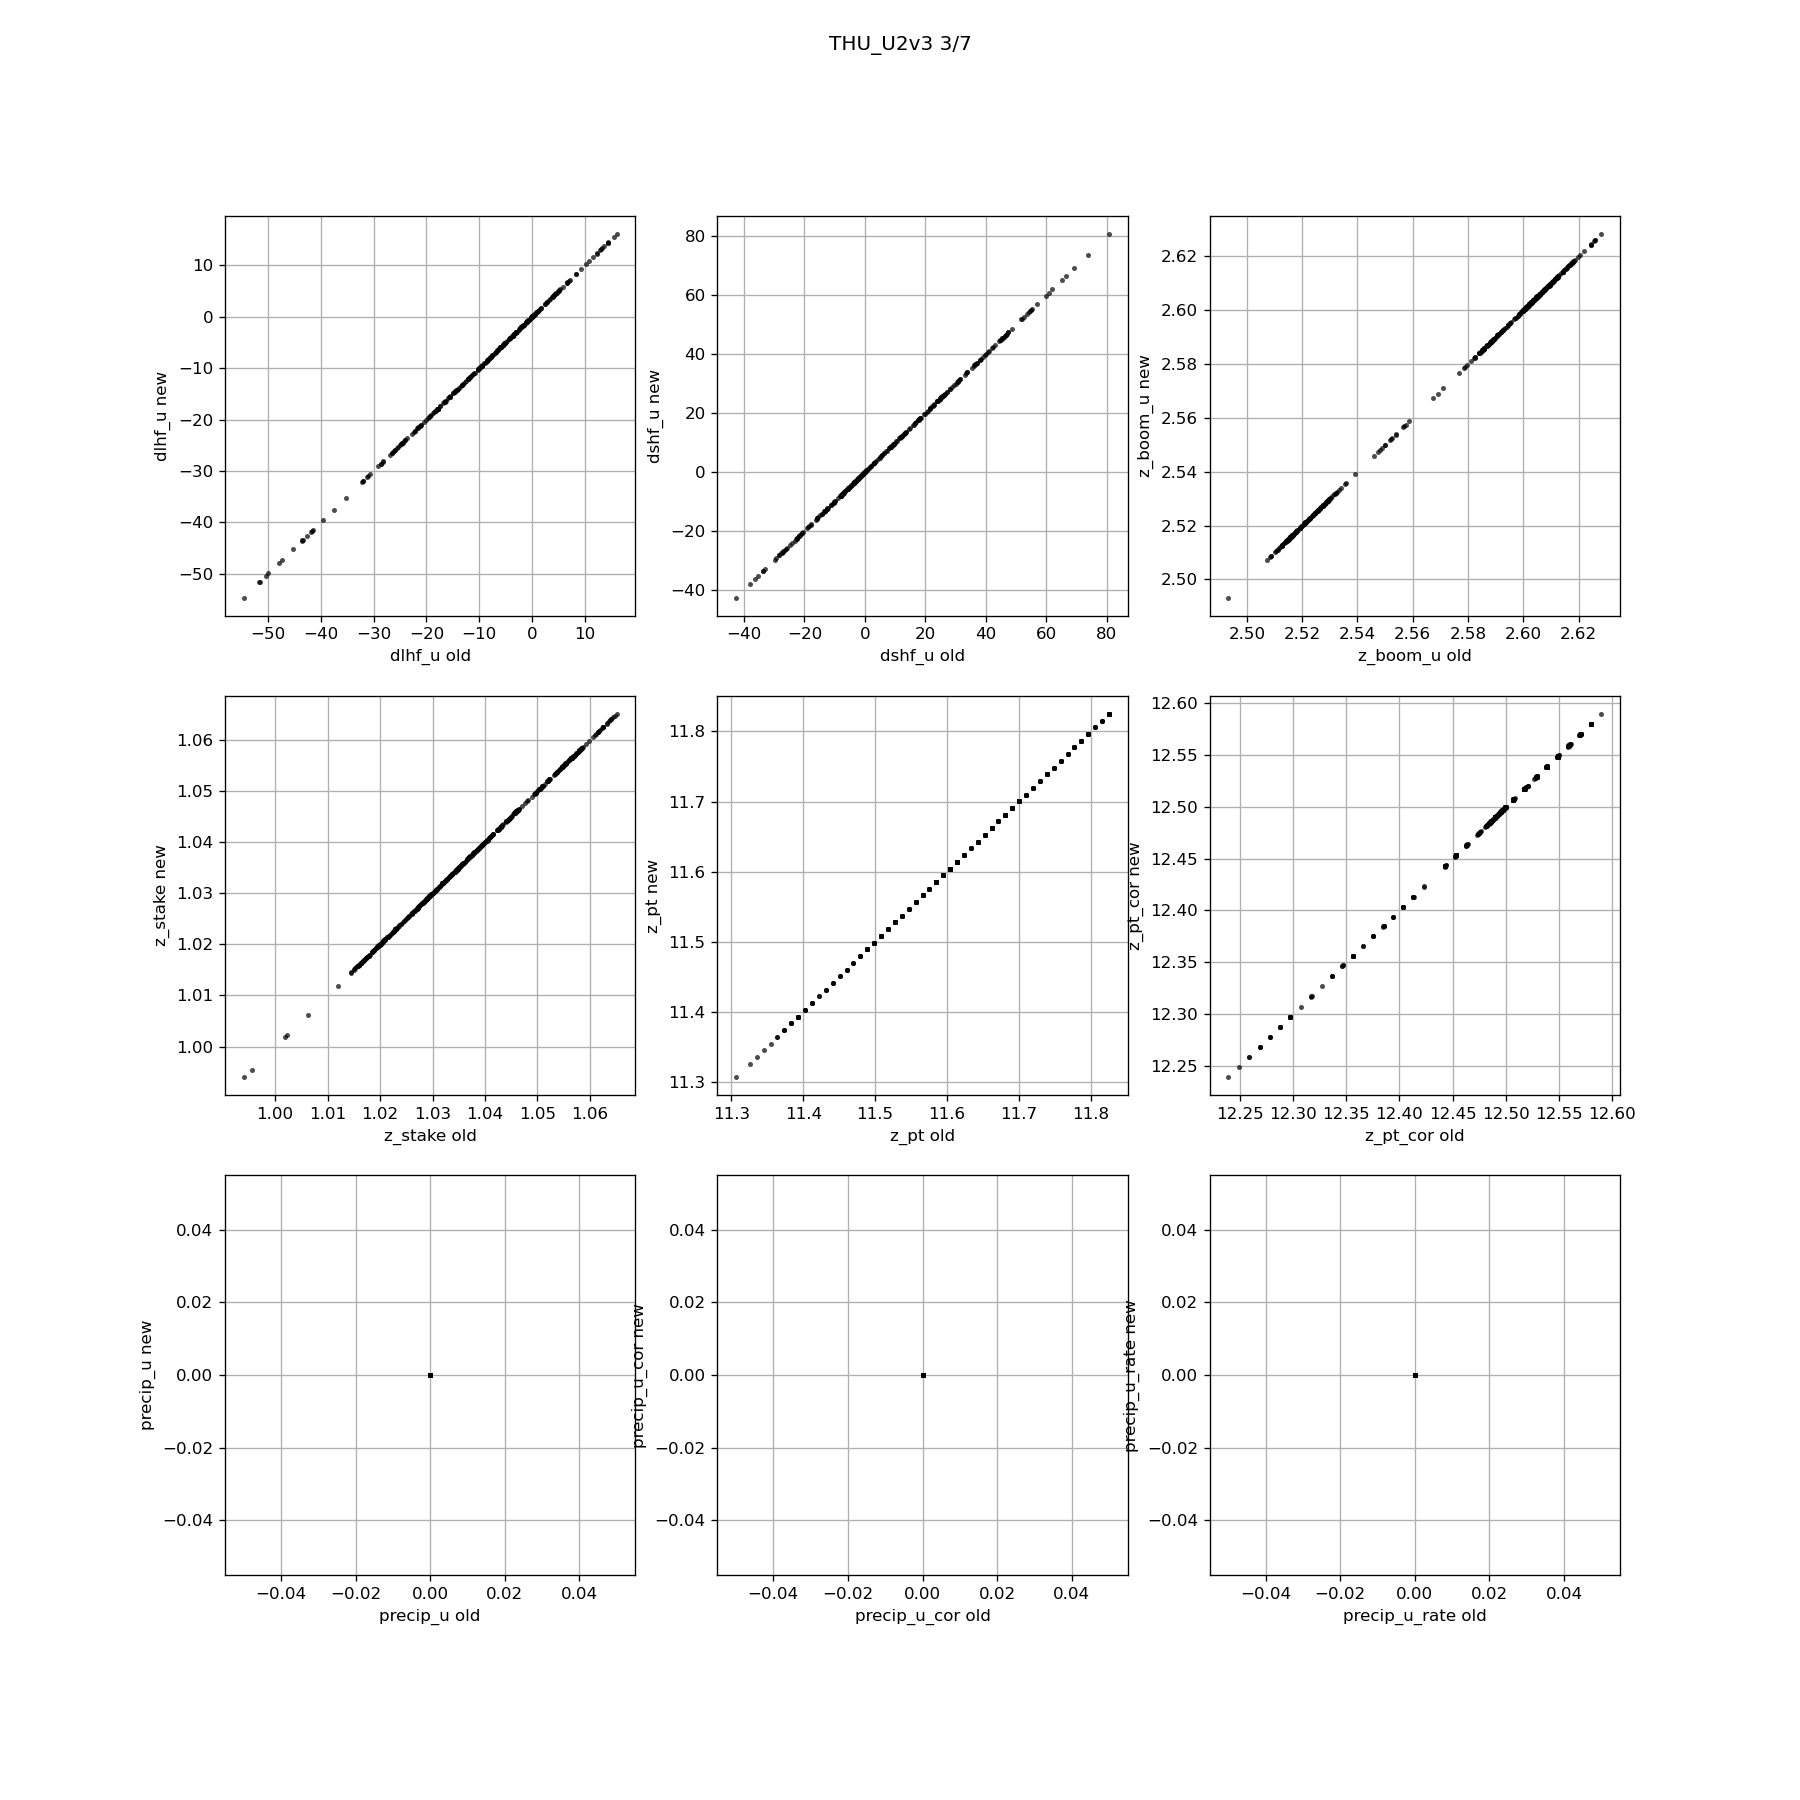 THU_U2v3 3/7
dlhf_u new
10
0
−10
−20
−30
−40
−50
−50 −40 −30 −20 −10 0 10
dlhf_u old
dshf_u new
80
60
40
20
0
−20
−40
−40 −20 0 20 40 60 80
dshf_u old
z_boom_u new
2.62
2.60
2.58
2.56
2.54
2.52
2.50
2.50 2.52 2.54 2.56 2.58 2.60 2.62
z_boom_u old
z_stake new
1.06
1.05
1.04
1.03
1.02
1.01
1.00
1.00 1.01 1.02 1.03 1.04 1.05 1.06
z_stake old
z_pt new
11.8
11.7
11.6
11.5
11.4
11.3
11.3 11.4 11.5 11.6 11.7 11.8
z_pt old
z_pt_cor new
12.60
12.55
12.50
12.45
12.40
12.35
12.30
12.25
12.25 12.30 12.35 12.40 12.45 12.50 12.55 12.60
z_pt_cor old
precip_u new
0.04
0.02
0.00
−0.02
−0.04
−0.04 −0.02 0.00 0.02 0.04
precip_u old
precip_u_cor new
0.04
0.02
0.00
−0.02
−0.04
−0.04 −0.02 0.00 0.02 0.04
precip_u_cor old
precip_u_rate new
0.04
0.02
0.00
−0.02
−0.04
−0.04 −0.02 0.00 0.02 0.04
precip_u_rate old